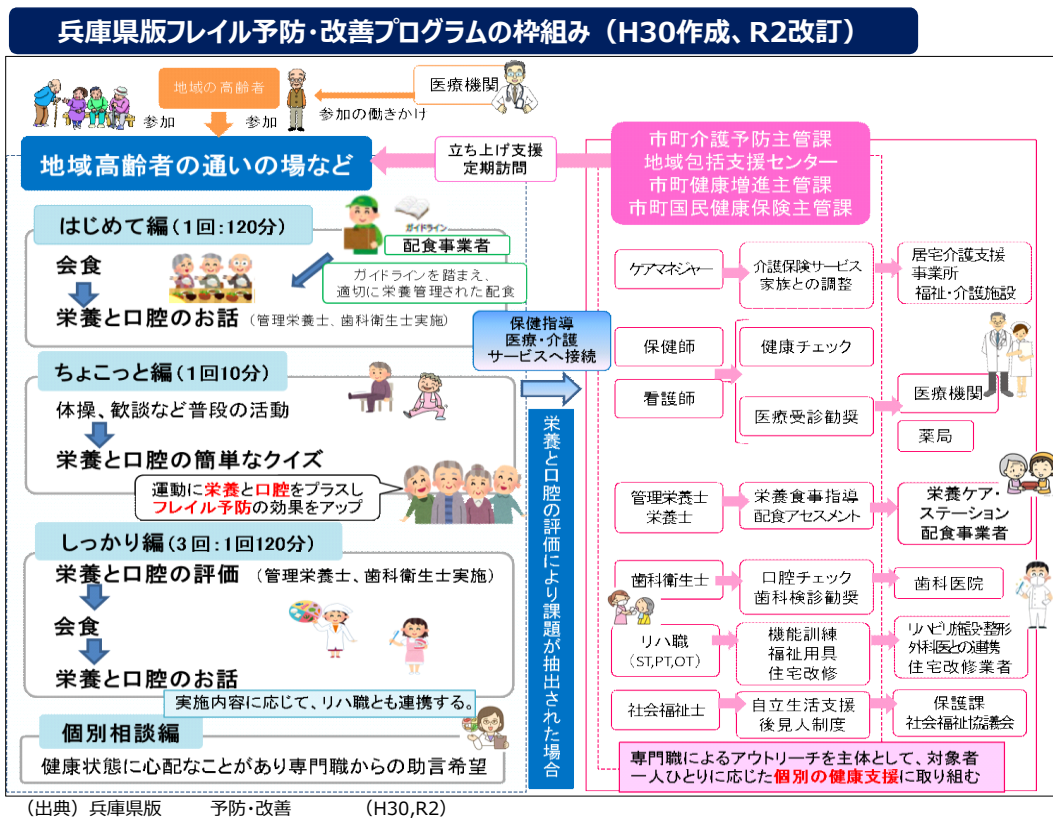 兵庫県版フレイル予防・改善プログラムの枠組み（H30作成、R2改訂）
地域の高齢者
医療機関
参加
参加
参加の働きかけ
地域高齢者の通いの場など
立ち上げ支援
定期訪問
市町介護予防主管課
地域包括支援センター
市町健康増進主管課
市町国民健康保険主管課
はじめて編（１回：120分）
ガイドライン
配食事業者
会食
ガイドラインを踏まえ、
適切に栄養管理された配食
栄養と口腔のお話（管理栄養士、歯科衛生士実施）
保健指導
医療・介護
サービスへ接続
ちょこっと編（１回10分）
体操、歓談など普段の活動
栄養と口腔の簡単なクイズ
運動に栄養と口腔をプラスし
フレイル予防の効果をアップ
しっかり編（３回：１回120分）
栄養と口腔の評価（管理栄養士、歯科衛生士実施）
会食
栄養と口腔のお話
実施内容に応じて、リハ職とも連携する。
個別相談編
健康状態に心配なことがあり専門職からの助言希望
栄養と口腔の評価により課題が抽出された場合
ケアマネジャー
介護保険サービス
家族との調整
居宅介護支援
事業所
福祉・介護施設
保健師
看護師
健康チェック
医療受診勧奨
医療機関
薬局
管理栄養士
栄養士
栄養食事指導
配食アセスメント
栄養ケア・
ステーション
配食事業者
歯科衛生士
口腔チェック
歯科検診勧奨
歯科医院
リハ職
（ST,PT,OT）
機能訓練
福祉用具
住宅改修
リハビリ施設・整形
外科医との連携
住宅改修業者
社会福祉士
自立生活支援
後見人制度
保護課
社会福祉協議会
専門職によるアウトリーチを主体として、対象者
一人ひとりに応じた個別の健康支援に取り組む
（出典）兵庫県版　予防・改善　（H30,R2）